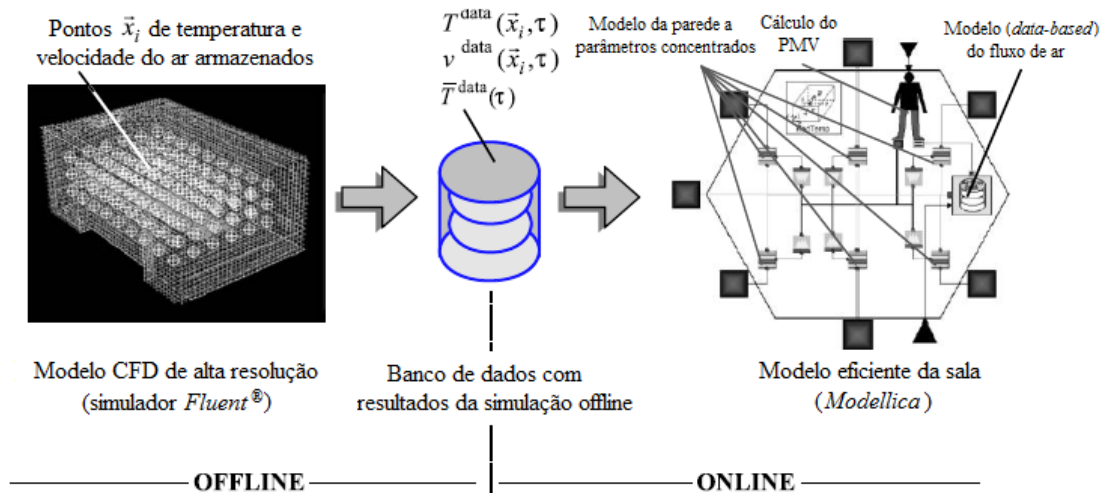 Pontos x⃗ᵢ de temperatura e
velocidade do ar armazenados
T^data (x⃗ᵢ, τ)
v^data (x⃗ᵢ, τ)
T̅^data (τ)
Modelo da parede a
parâmetros concentrados
Cálculo do
PMV
Modelo (data-based)
do fluxo de ar
Modelo CFD de alta resolução
(simulador Fluent®)
Banco de dados com
resultados da simulação offline
Modelo eficiente da sala
(Modellica)
OFFLINE
ONLINE